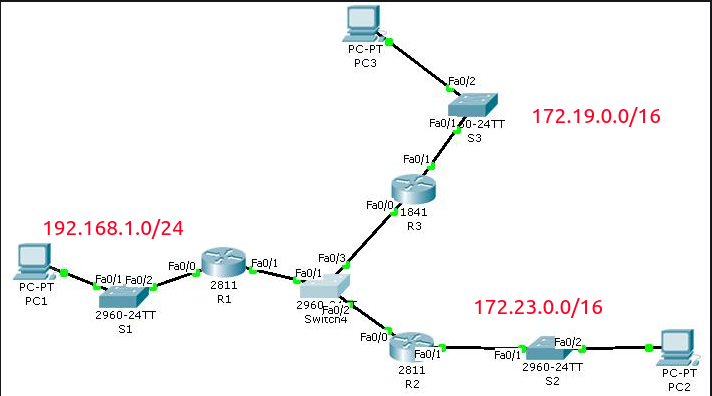 PC-PT
PC3
Fa0/2
Fa0/1
60-24TT
S3
172.19.0.0/16
Fa0/1
Fa0/0
1841
R3
192.168.1.0/24
PC-PT
PC1
Fa0/1
Fa0/2
2960-24TT
S1
Fa0/0
Fa0/1
2811
R1
Fa0/1
Fa0/3
Fa0/2
Switch4
172.23.0.0/16
Fa0/0
Fa0/1
2811
R2
Fa0/1
Fa0/2
2960-24TT
S2
PC-PT
PC2